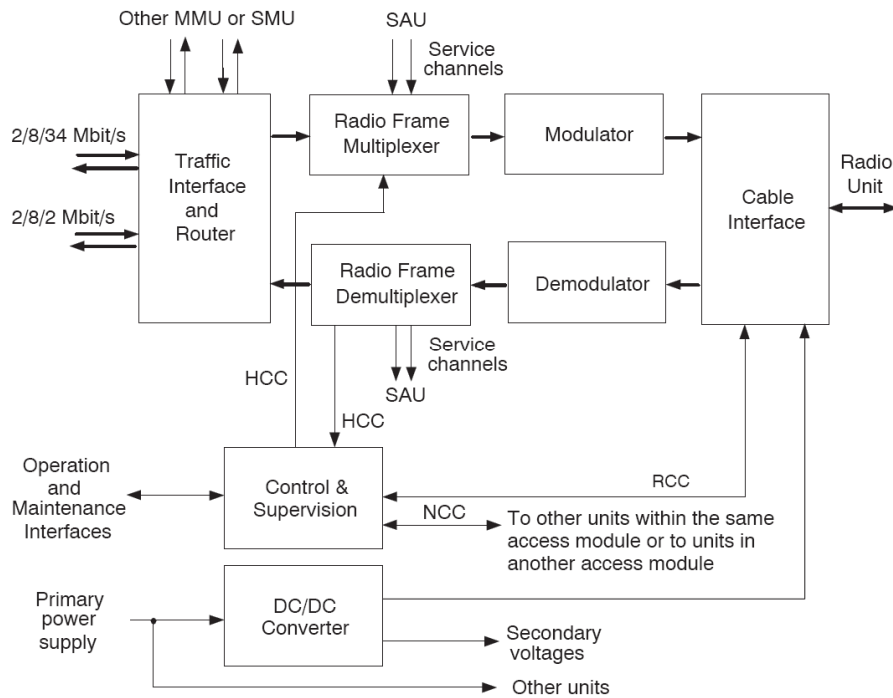 Other MMU or SMU
SAU
Service
channels
2/8/34 Mbit/s
2/8/2 Mbit/s
Traffic
Interface
and
Router
Radio Frame
Multiplexer
Modulator
Cable
Interface
Radio
Unit
Radio Frame
Demultiplexer
Demodulator
Service
channels
SAU
HCC
HCC
Operation
and
Maintenance
Interfaces
Control &
Supervision
RCC
NCC
To other units within the same
access module or to units in
another access module
Primary
power
supply
DC/DC
Converter
Secondary
voltages
Other units